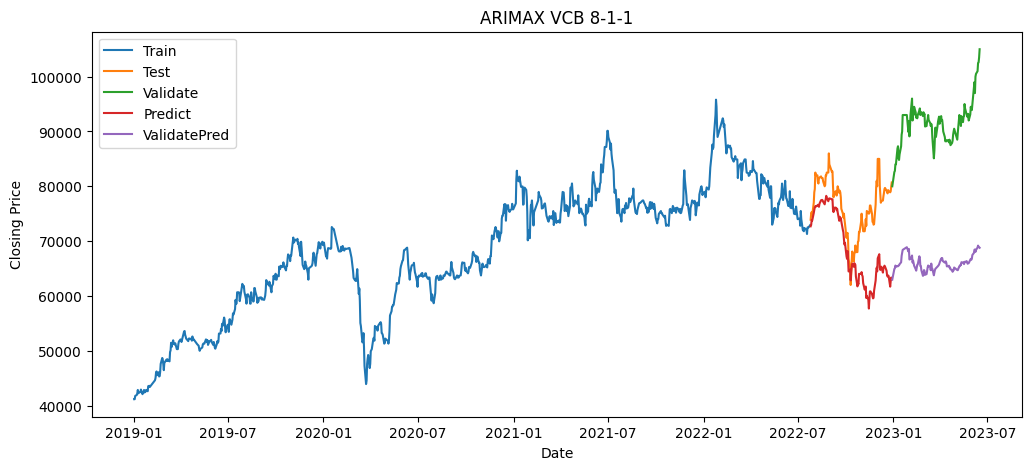 ARIMAX VCB 8-1-1
Train
Test
Validate
Predict
ValidatePred
Closing Price
100000
90000
80000
70000
60000
50000
40000
2019-01
2019-07
2020-01
2020-07
2021-01
2021-07
2022-01
2022-07
2023-01
2023-07
Date